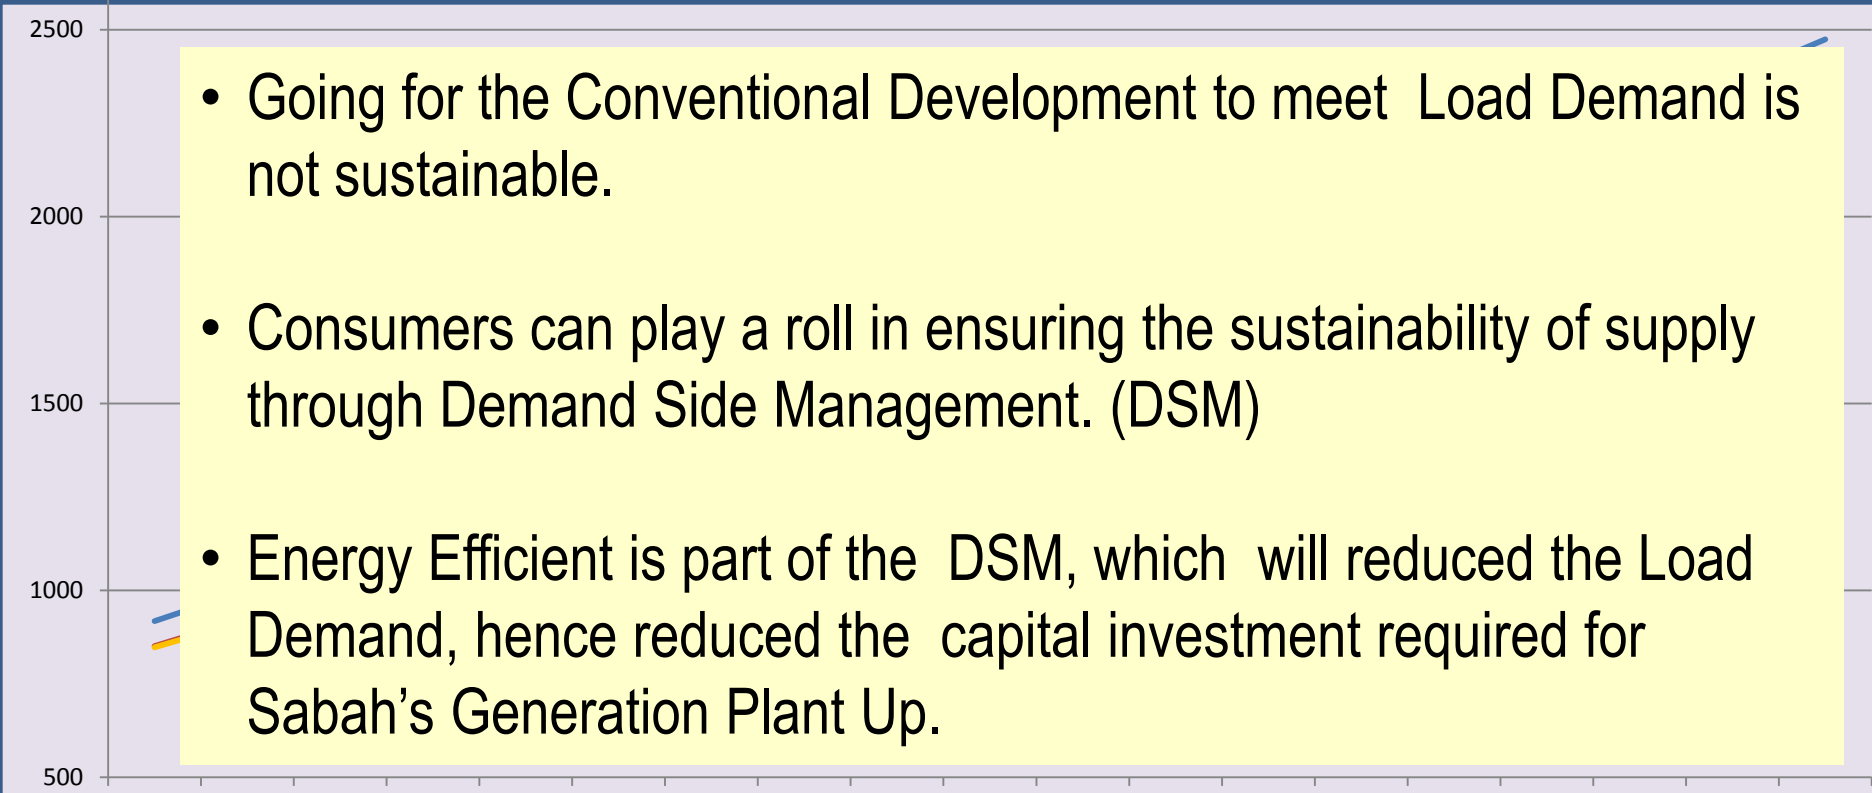 2500
• Going for the Conventional Development to meet  Load Demand is
not sustainable.
2000
• Consumers can play a roll in ensuring the sustainability of supply
through Demand Side Management. (DSM)
1500
• Energy Efficient is part of the  DSM, which  will reduced the Load
Demand, hence reduced the  capital investment required for
Sabah’s Generation Plant Up.
1000
500